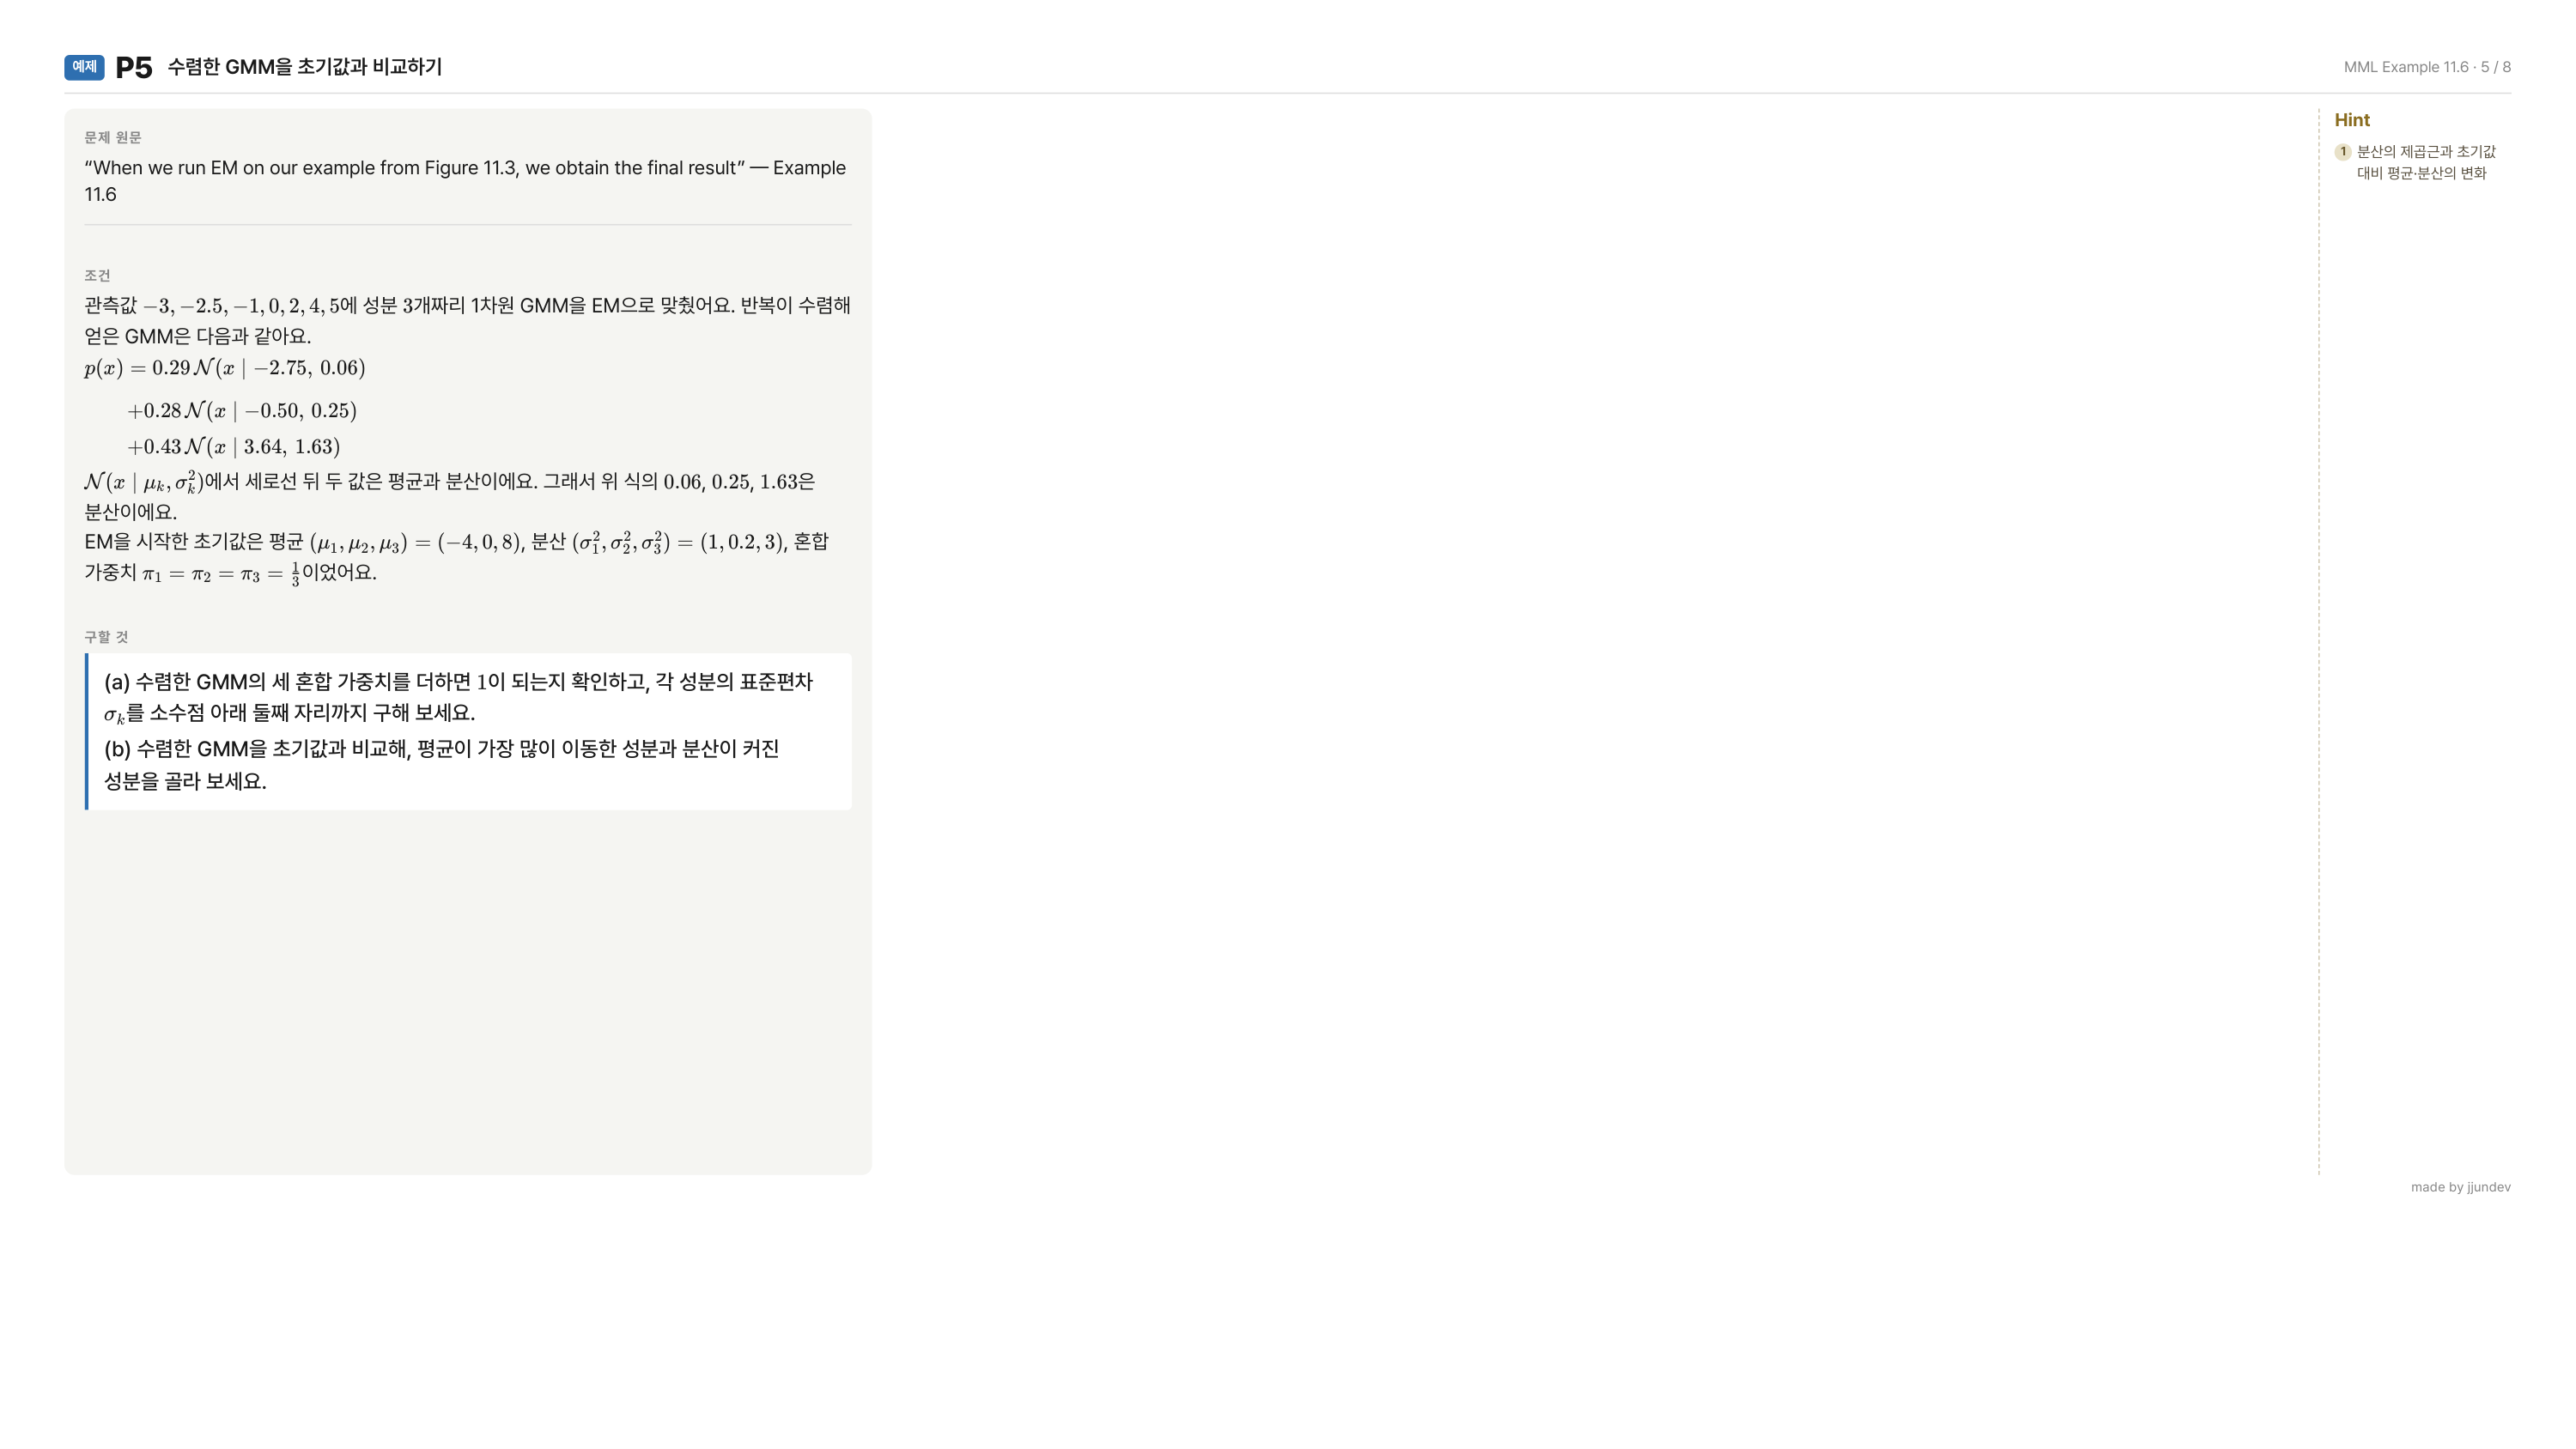 예제 P5 수렴한 GMM을 초기값과 비교하기
MML Example 11.6 · 5 / 8
문제 원문
“When we run EM on our example from Figure 11.3, we obtain the final result” — Example
11.6
조건
관측값 −3, −2.5, −1, 0, 2, 4, 5에 성분 3개짜리 1차원 GMM을 EM으로 맞췄어요. 반복이 수렴해
얻은 GMM은 다음과 같아요.
p(x) = 0.29 𝒩(x | −2.75, 0.06)
+0.28 𝒩(x | −0.50, 0.25)
+0.43 𝒩(x | 3.64, 1.63)
𝒩(x | μₖ, σₖ²)에서 세로선 뒤 두 값은 평균과 분산이에요. 그래서 위 식의 0.06, 0.25, 1.63은
분산이에요.
EM을 시작한 초기값은 평균 (μ₁, μ₂, μ₃) = (−4, 0, 8), 분산 (σ₁², σ₂², σ₃²) = (1, 0.2, 3), 혼합
가중치 π₁ = π₂ = π₃ = 1/3이었어요.
구할 것
(a) 수렴한 GMM의 세 혼합 가중치를 더하면 1이 되는지 확인하고, 각 성분의 표준편차
σₖ를 소수점 아래 둘째 자리까지 구해 보세요.
(b) 수렴한 GMM을 초기값과 비교해, 평균이 가장 많이 이동한 성분과 분산이 커진
성분을 골라 보세요.
Hint
1 분산의 제곱근과 초기값
대비 평균·분산의 변화
made by jjundev